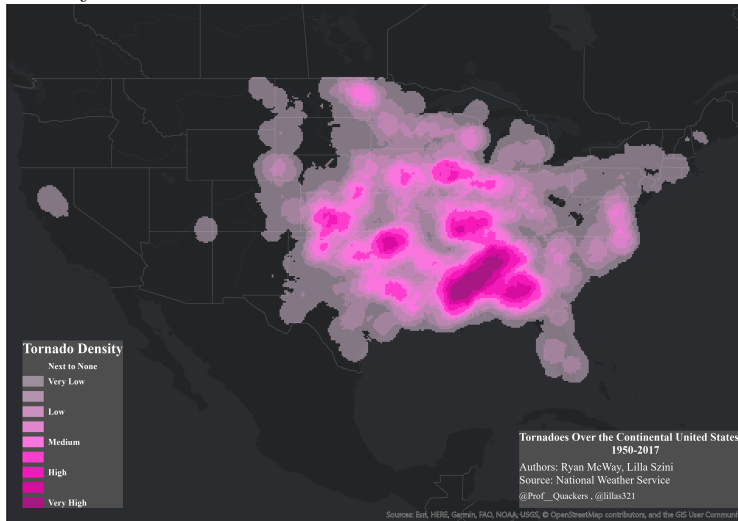 Tornado Density
Next to None
Very Low
Low
Medium
High
Very High
Tornadoes Over the Continental United States
1950-2017
Authors: Ryan McWay, Lilla Szini
Source: National Weather Service
@Prof_Quackers , @lillas321
Sources: Esri, HERE, Garmin, FAO, NOAA, USGS, © OpenStreetMap contributors, and the GIS User